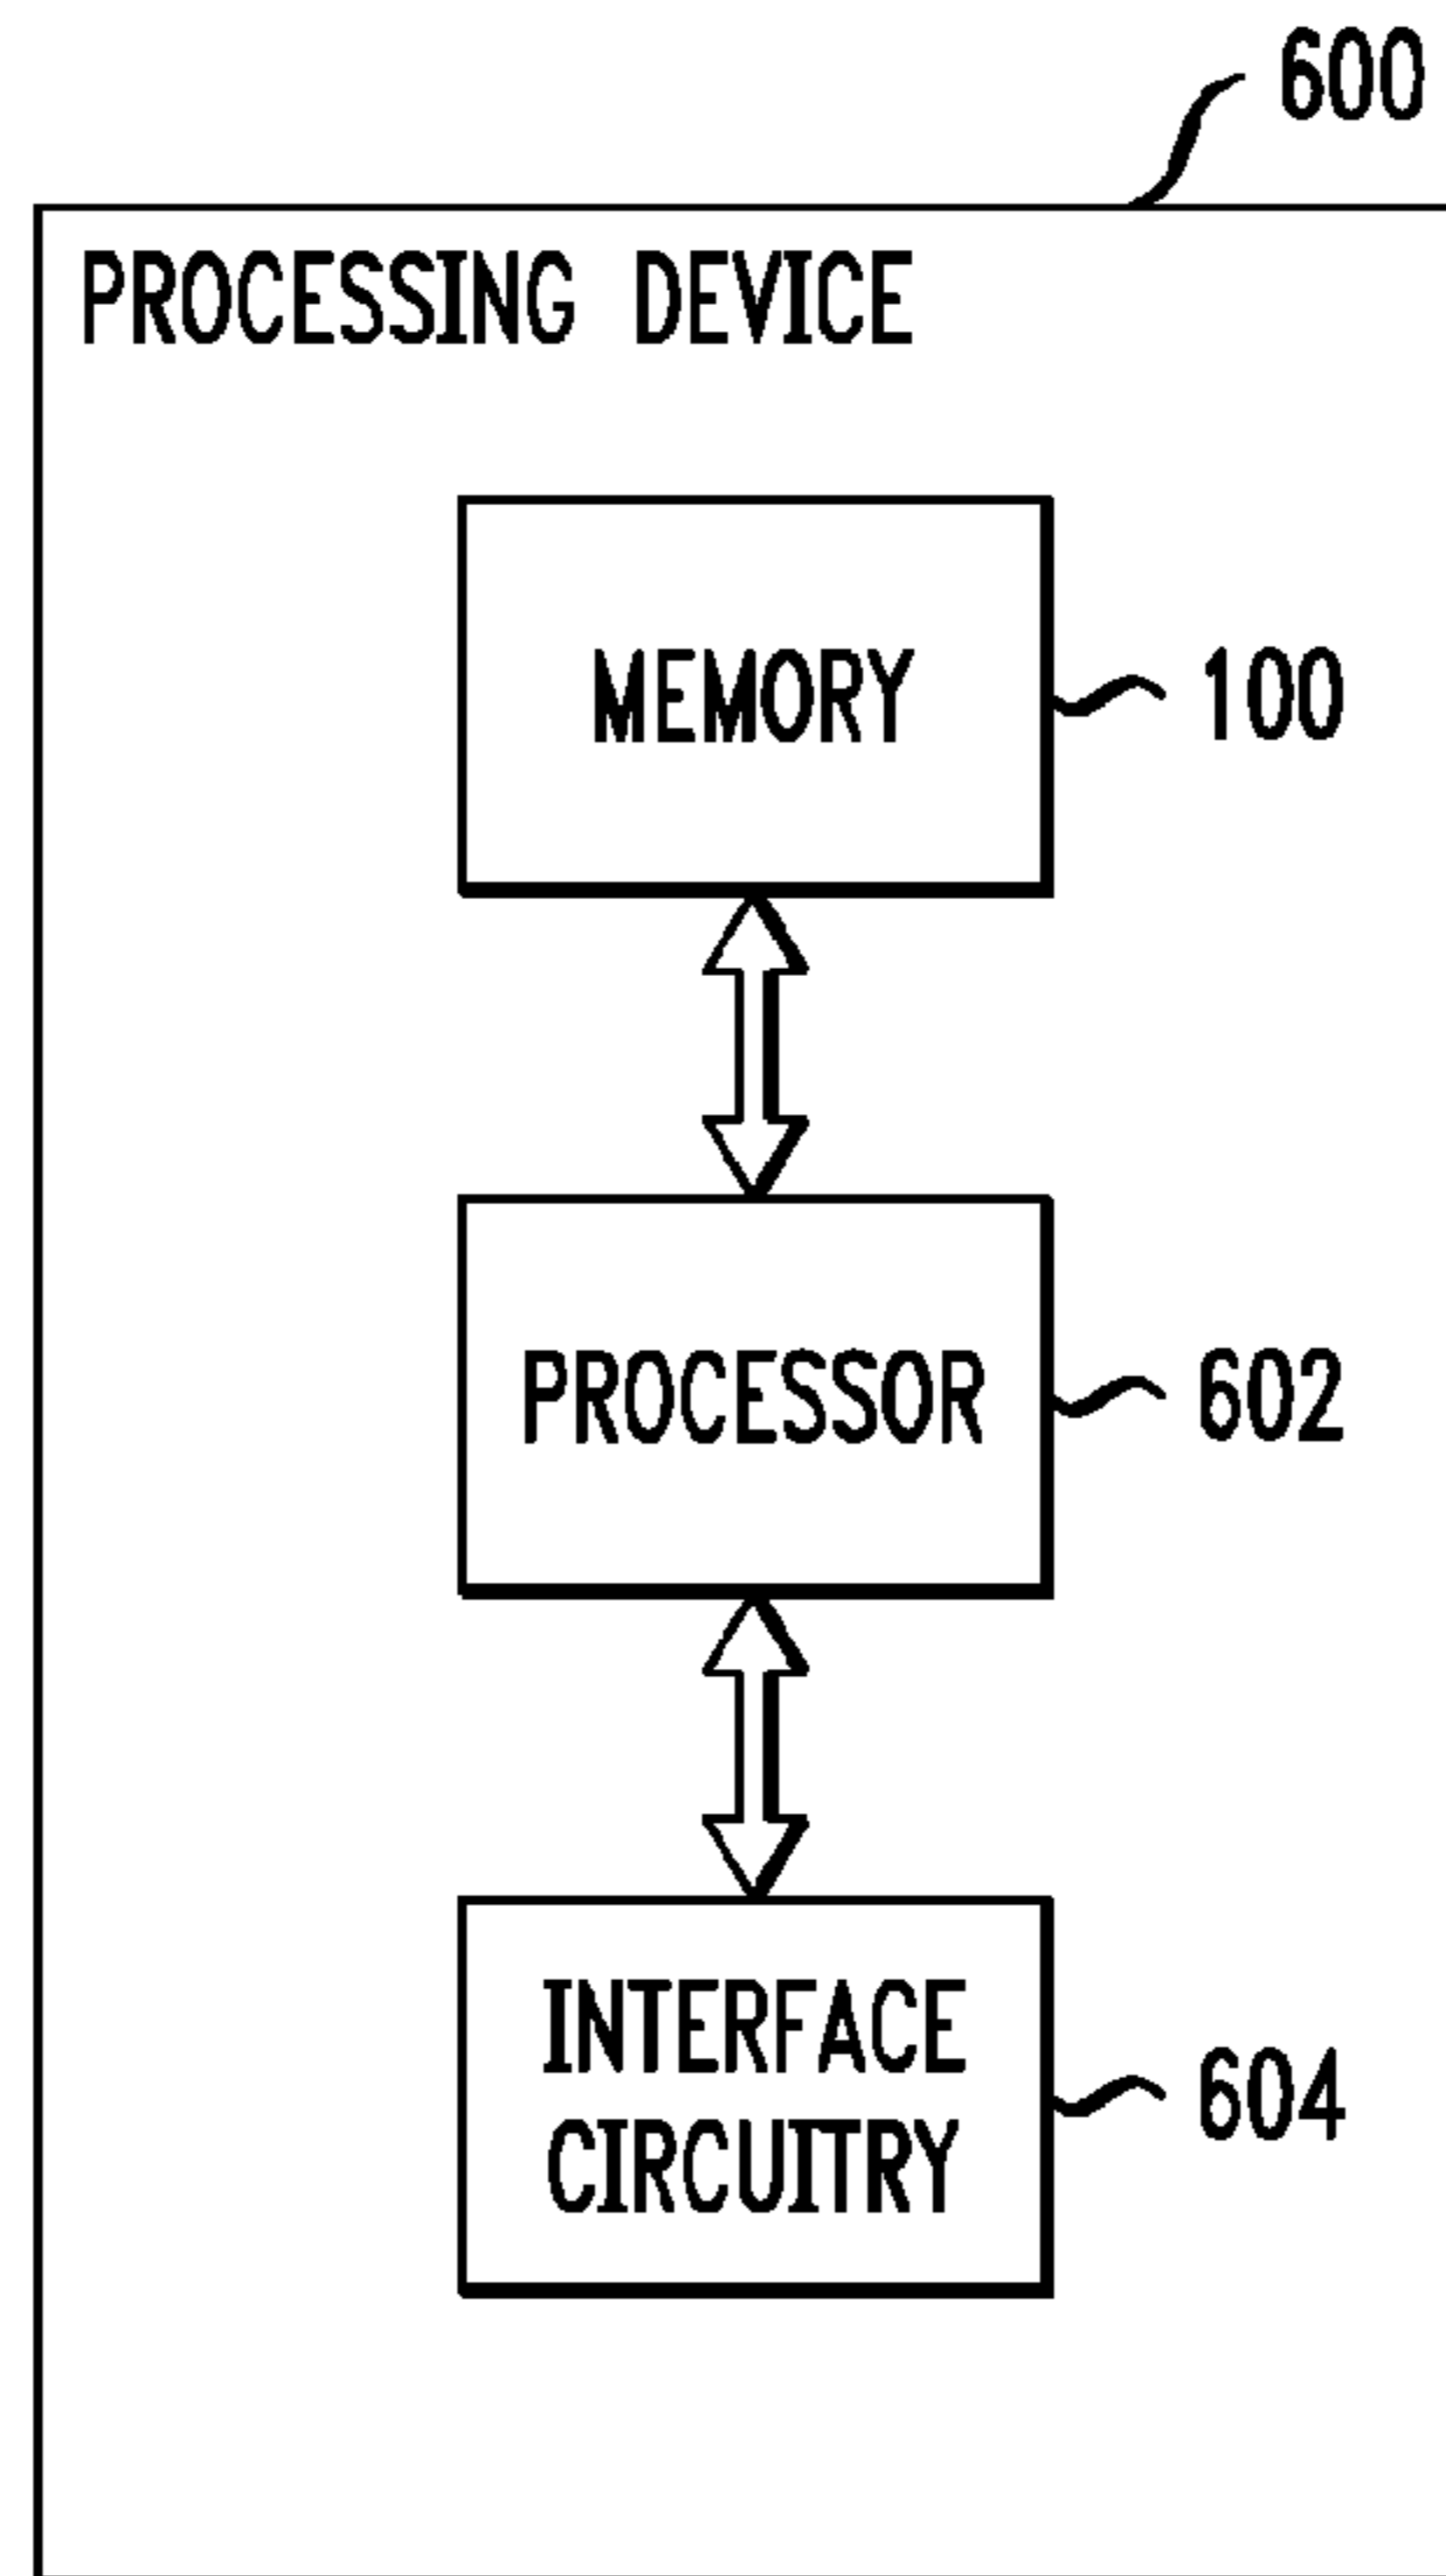 600
PROCESSING DEVICE
MEMORY
100
PROCESSOR
602
INTERFACE
CIRCUITRY
604